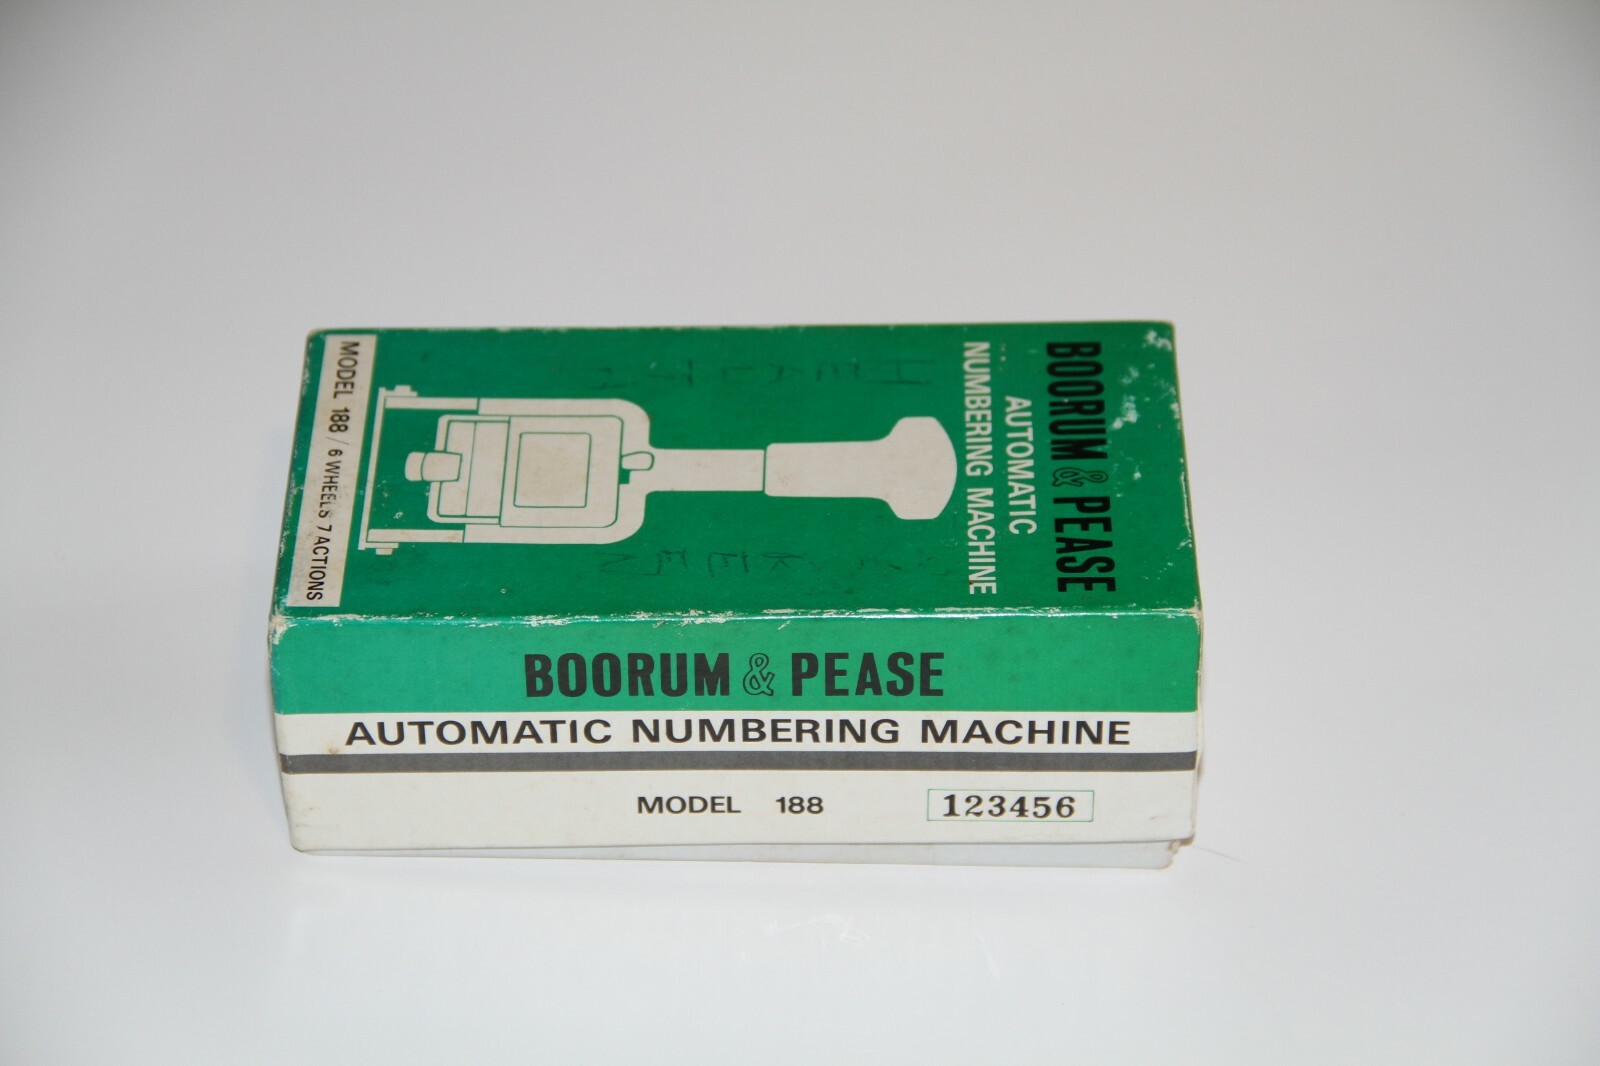 BOORUM & PEASE
AUTOMATIC
NUMBERING MACHINE
HEALTH
MODEL 188 / 6 WHEELS 7 ACTIONS
BOORUM & PEASE
AUTOMATIC NUMBERING MACHINE
MODEL 188
123456